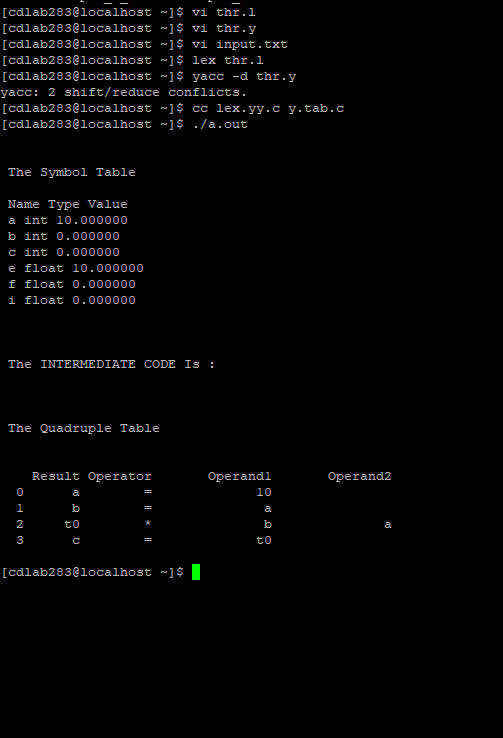 [cdlab283@localhost ~]$ vi thr.l
[cdlab283@localhost ~]$ vi thr.y
[cdlab283@localhost ~]$ vi input.txt
[cdlab283@localhost ~]$ lex thr.l
[cdlab283@localhost ~]$ yacc -d thr.y
yacc: 2 shift/reduce conflicts.
[cdlab283@localhost ~]$ cc lex.yy.c y.tab.c
[cdlab283@localhost ~]$ ./a.out
The Symbol Table
Name Type Value
a int 10.000000
b int 0.000000
c int 0.000000
e float 10.000000
f float 0.000000
i float 0.000000
The INTERMEDIATE CODE Is :
The Quadruple Table
Result Operator Operand1 Operand2
0 a = 10
1 b = a
2 t0 * b a
3 c = t0
[cdlab283@localhost ~]$